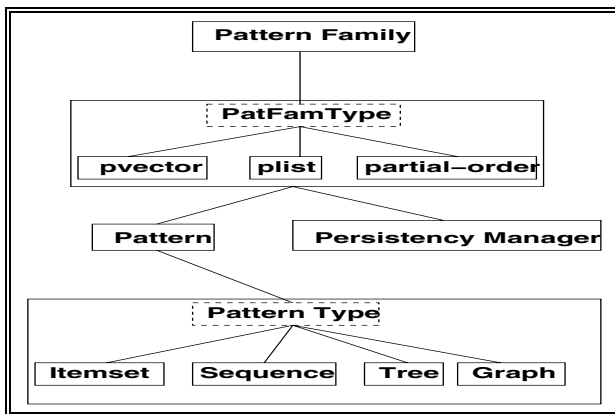 Pattern Family
PatFamType
pvector plist partial-order
Pattern Persistency Manager
Pattern Type
Itemset Sequence Tree Graph